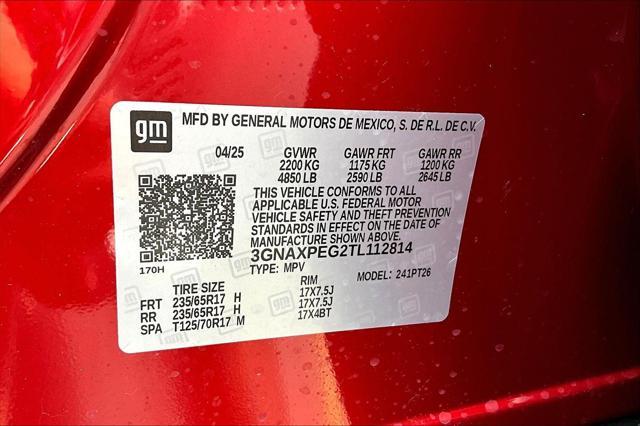 gm
MFD BY GENERAL MOTORS DE MEXICO, S. DE R.L. DE C.V.
04/25 GVWR GAWR FRT GAWR RR
2200 KG 1175 KG 1200 KG
4850 LB 2590 LB 2645 LB
THIS VEHICLE CONFORMS TO ALL
APPLICABLE U.S. FEDERAL MOTOR
VEHICLE SAFETY AND THEFT PREVENTION
STANDARDS IN EFFECT ON THE DATE OF
MANUFACTURE SHOWN ABOVE.
3GNAXPEG2TL112814
170H TYPE: MPV MODEL: 241PT26
TIRE SIZE RIM
FRT 235/65R17 H 17X7.5J
RR 235/65R17 H 17X7.5J
SPA T125/70R17 M 17X4BT